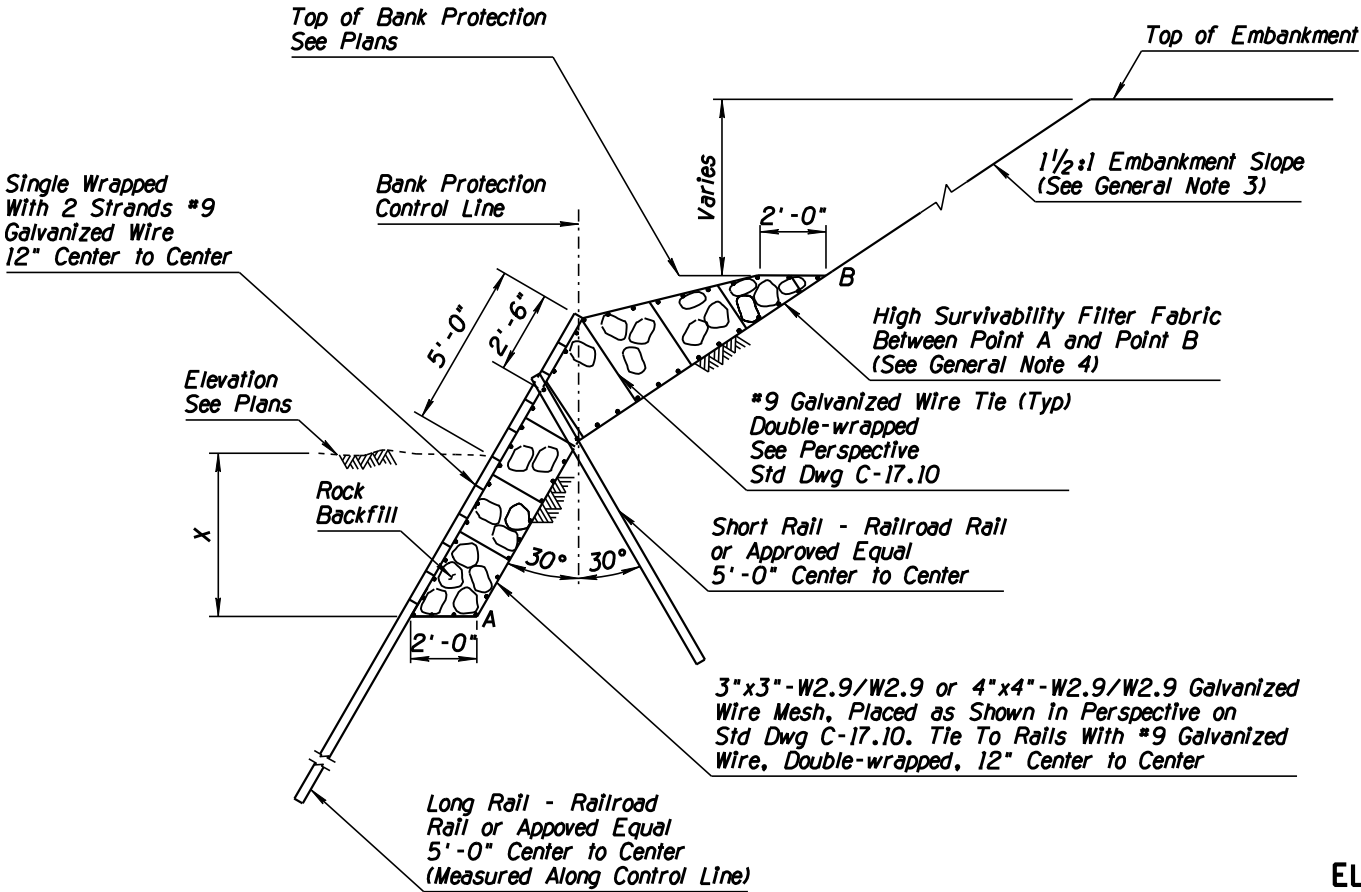 Top of Bank Protection
See Plans
Top of Embankment
Varies
1 1/2:1 Embankment Slope
(See General Note 3)
Single Wrapped
With 2 Strands #9
Galvanized Wire
12" Center to Center
Bank Protection
Control Line
2'-0"
B
5'-0"
2'-6"
High Survivability Filter Fabric
Between Point A and Point B
(See General Note 4)
Elevation
See Plans
#9 Galvanized Wire Tie (Typ)
Double-wrapped
See Perspective
Std Dwg C-17.10
Rock
Backfill
X
30°
30°
Short Rail - Railroad Rail
or Approved Equal
5'-0" Center to Center
A
2'-0"
3"x3"-W2.9/W2.9 or 4"x4"-W2.9/W2.9 Galvanized
Wire Mesh, Placed as Shown in Perspective on
Std Dwg C-17.10. Tie To Rails With #9 Galvanized
Wire, Double-wrapped, 12" Center to Center
Long Rail - Railroad
Rail or Appoved Equal
5'-0" Center to Center
(Measured Along Control Line)
EL